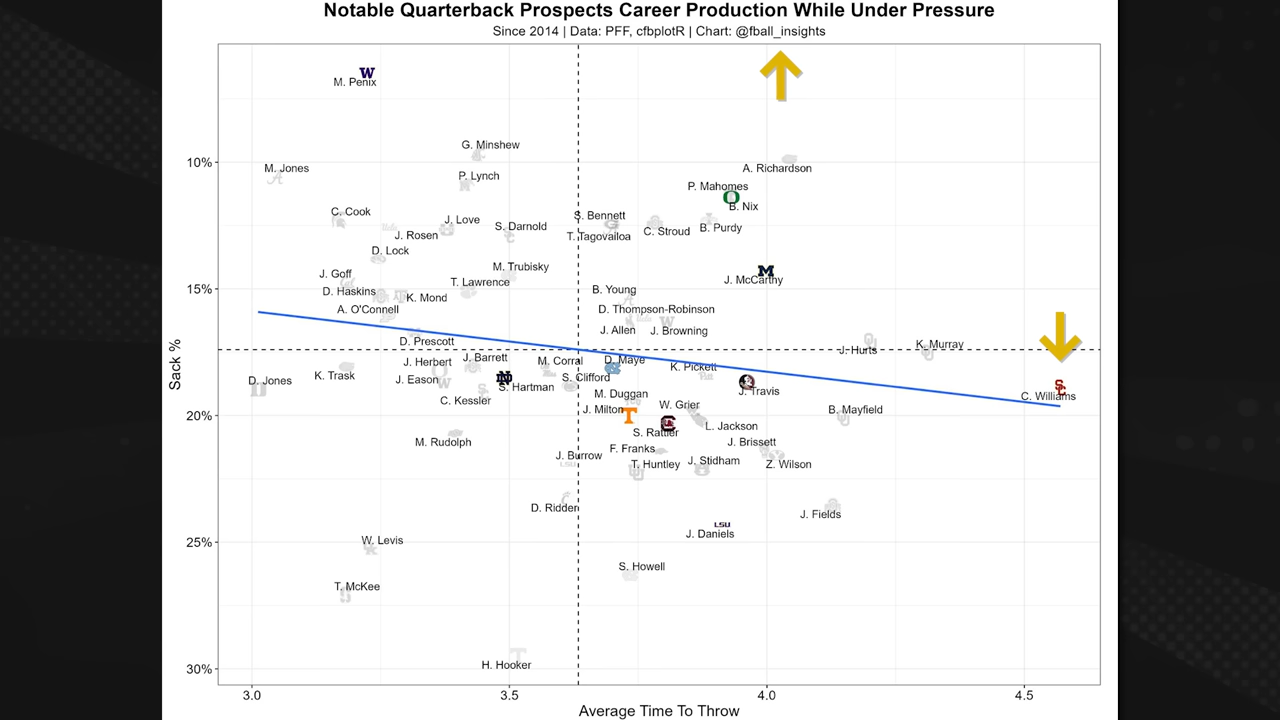 Notable Quarterback Prospects Career Production While Under Pressure
Since 2014 | Data: PFF, cfbplotR | Chart: @fball_insights
W
M. Penix
G. Minshew
10%
M. Jones
A. Richardson
P. Lynch
P. Mahomes
O
B. Nix
C. Cook
S. Bennett
J. Love
S. Darnold
B. Purdy
C. Stroud
J. Rosen
T. Tagovailoa
D. Lock
M. Trubisky
M
J. Goff
J. McCarthy
T. Lawrence
15%
D. Haskins
B. Young
K. Mond
A. O'Connell
D. Thompson-Robinson
J. Allen
J. Browning
D. Prescott
J. Hurts
K. Murray
Sack %
J. Herbert
J. Barrett
M. Corral
D. Maye
K. Pickett
K. Trask
J. Eason
S. Clifford
D. Jones
ND
S. Hartman
J. Travis
SC
C. Williams
M. Duggan
C. Kessler
W. Grier
J. Milton
T
B. Mayfield
20%
C
L. Jackson
S. Rattler
M. Rudolph
J. Brissett
F. Franks
J. Burrow
LSU
T. Huntley
J. Stidham
Z. Wilson
D. Ridder
J. Fields
LSU
J. Daniels
W. Levis
25%
S. Howell
T. McKee
H. Hooker
30%
3.0
3.5
4.0
4.5
Average Time To Throw